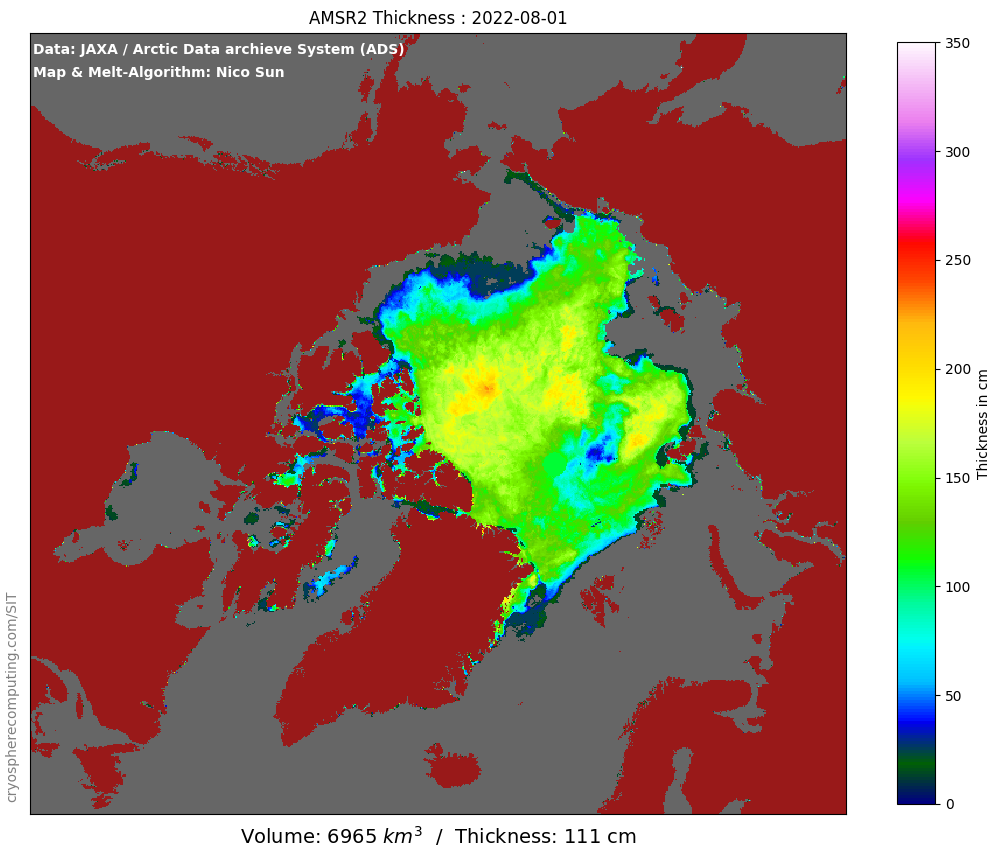 AMSR2 Thickness : 2022-08-01
Data: JAXA / Arctic Data archieve System (ADS)
Map & Melt-Algorithm: Nico Sun
350
300
250
200
150
100
50
0
Thickness in cm
cryospherecomputing.com/SIT
Volume: 6965 km³ / Thickness: 111 cm